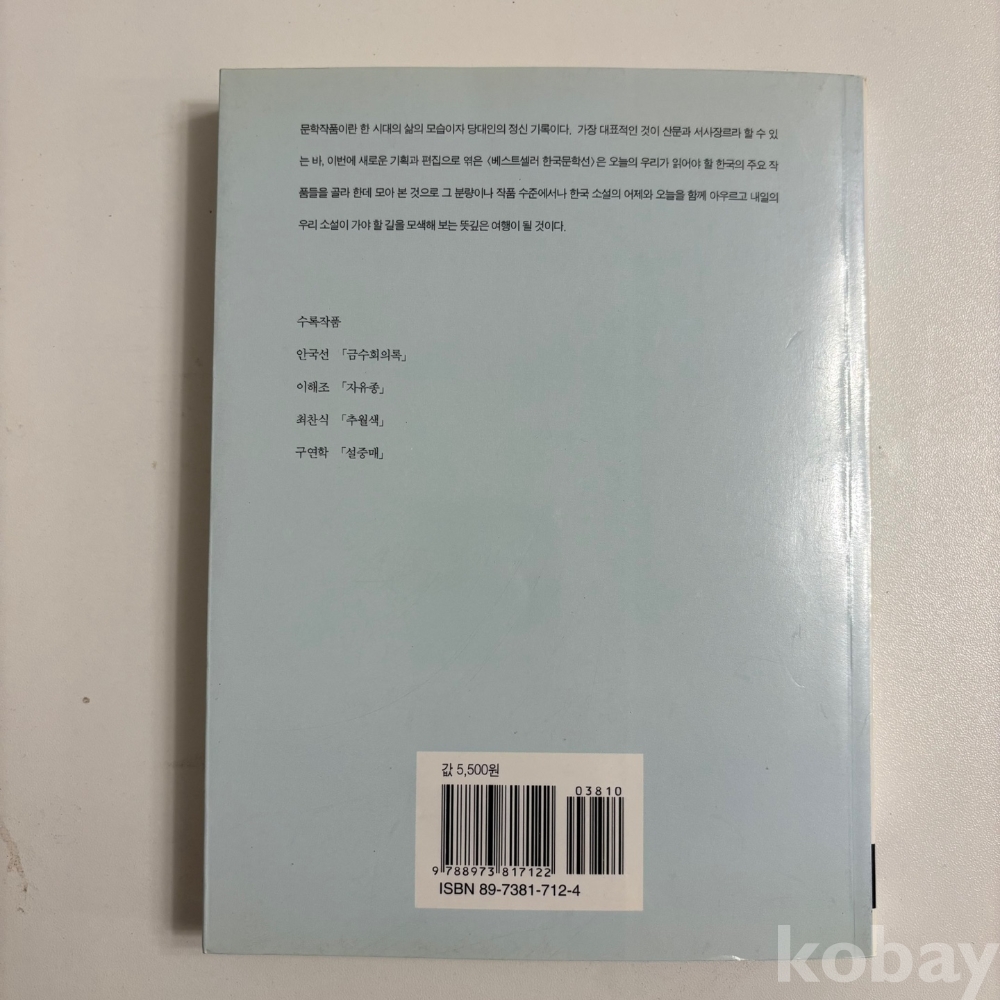 문학작품이란 한 시대의 삶의 모습이자 당대인의 정신 기록이다. 가장 대표적인 것이 산문과 서사장르라 할 수 있
는 바, 이번에 새로운 기획과 편집으로 엮은 〈베스트셀러 한국문학선〉은 오늘의 우리가 읽어야 할 한국의 주요 작
품들을 골라 한데 모아 본 것으로 그 분량이나 작품 수준에서나 한국 소설의 어제와 오늘을 함께 아우르고 내일의
우리 소설이 가야 할 길을 모색해 보는 뜻깊은 여행이 될 것이다.
수록작품
안국선 「금수회의록」
이해조 「자유종」
최찬식 「추월색」
구연학 「설중매」
값 5,500원
03810
9 788973 817122
ISBN 89-7381-712-4
kobay